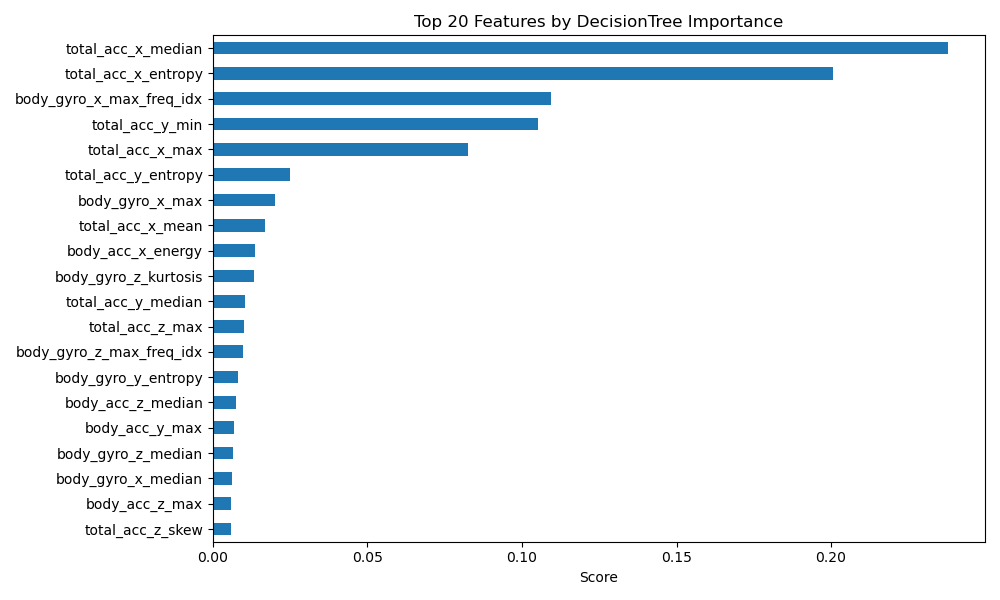 Top 20 Features by DecisionTree Importance
total_acc_x_median
total_acc_x_entropy
body_gyro_x_max_freq_idx
total_acc_y_min
total_acc_x_max
total_acc_y_entropy
body_gyro_x_max
total_acc_x_mean
body_acc_x_energy
body_gyro_z_kurtosis
total_acc_y_median
total_acc_z_max
body_gyro_z_max_freq_idx
body_gyro_y_entropy
body_acc_z_median
body_acc_y_max
body_gyro_z_median
body_gyro_x_median
body_acc_z_max
total_acc_z_skew
0.00 0.05 0.10 0.15 0.20
Score